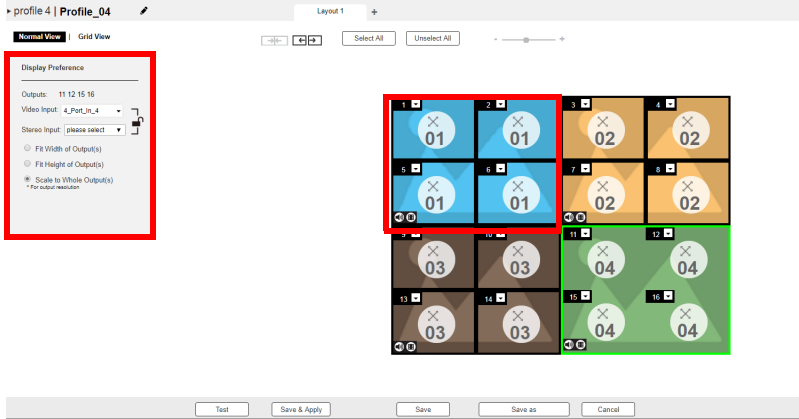 profile 4 | Profile_04
Layout 1 +
Normal View | Grid View
Select All Unselect All - +
Display Preference
Outputs: 11 12 15 16
Video Input: 4_Port_In_4
Stereo Input: please select
Fit Width of Output(s)
Fit Height of Output(s)
Scale to Whole Output(s)
* For output resolution
1 2 3 4
01 01 02 02
5 6 7 8
01 01 02 02
9 10 11 12
03 03 04 04
13 14 15 16
03 03 04 04
Test Save & Apply Save Save as Cancel